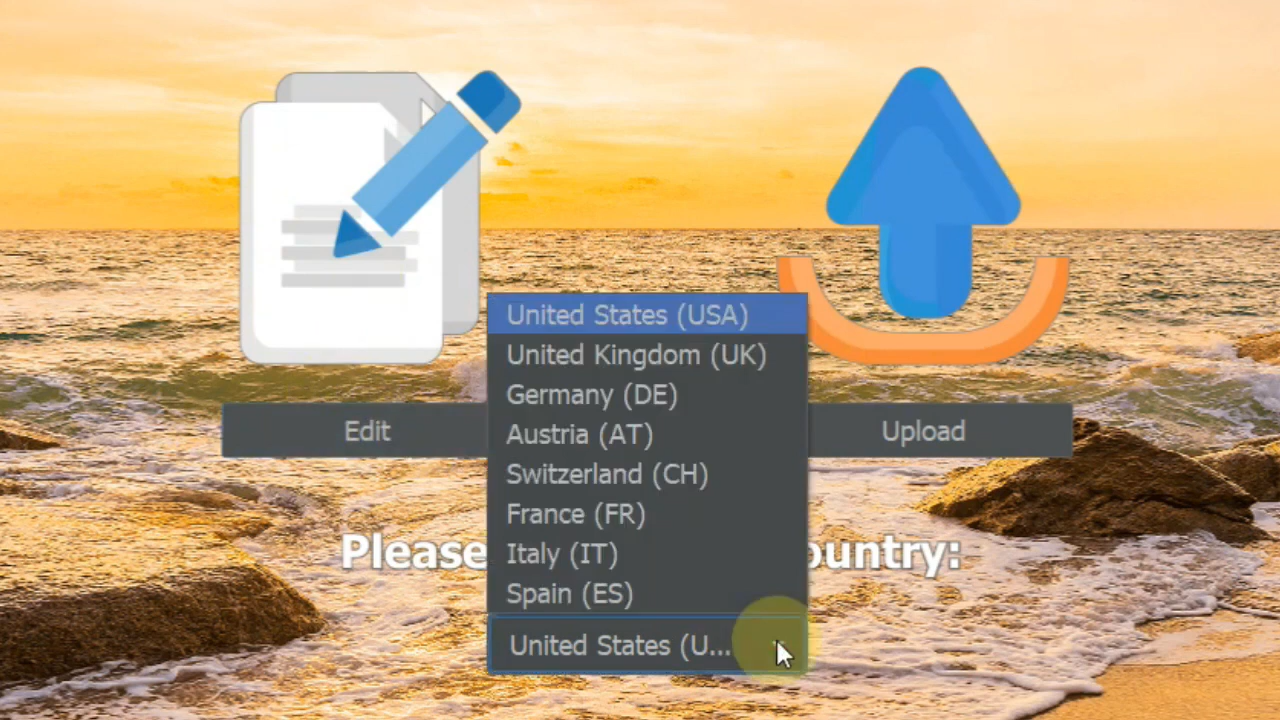 United States (USA)
United Kingdom (UK)
Germany (DE)
Edit
Upload
Austria (AT)
Switzerland (CH)
France (FR)
Please
Italy (IT)
Spain (ES)
United States (U...